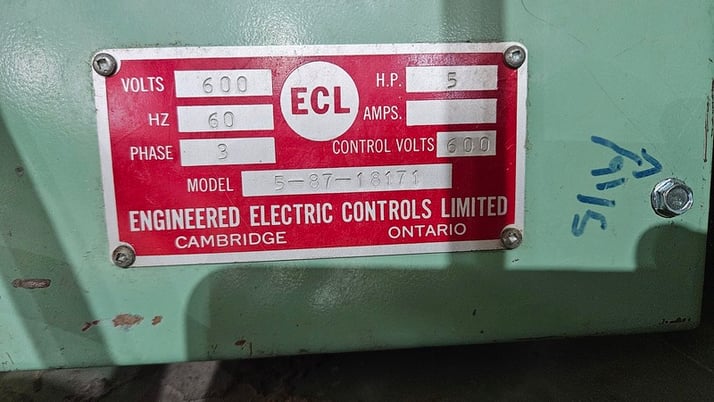 VOLTS 600
HZ 60
PHASE 3
ECL
H.P. 5
AMPS.
CONTROL VOLTS 600
MODEL 5-87-18171
ENGINEERED ELECTRIC CONTROLS LIMITED
CAMBRIDGE ONTARIO